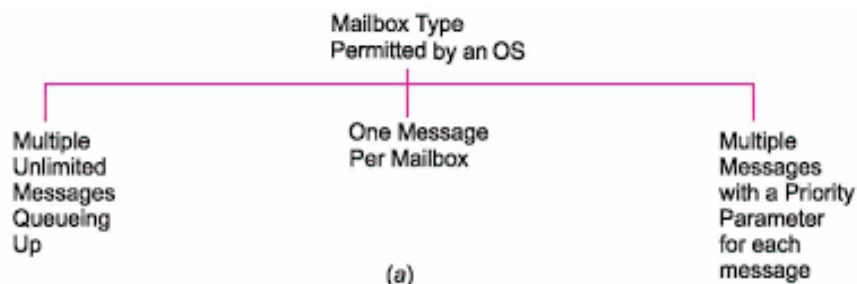 Mailbox Type
Permitted by an OS
Multiple
Unlimited
Messages
Queueing
Up
One Message
Per Mailbox
Multiple
Messages
with a Priority
Parameter
for each
message
(a)